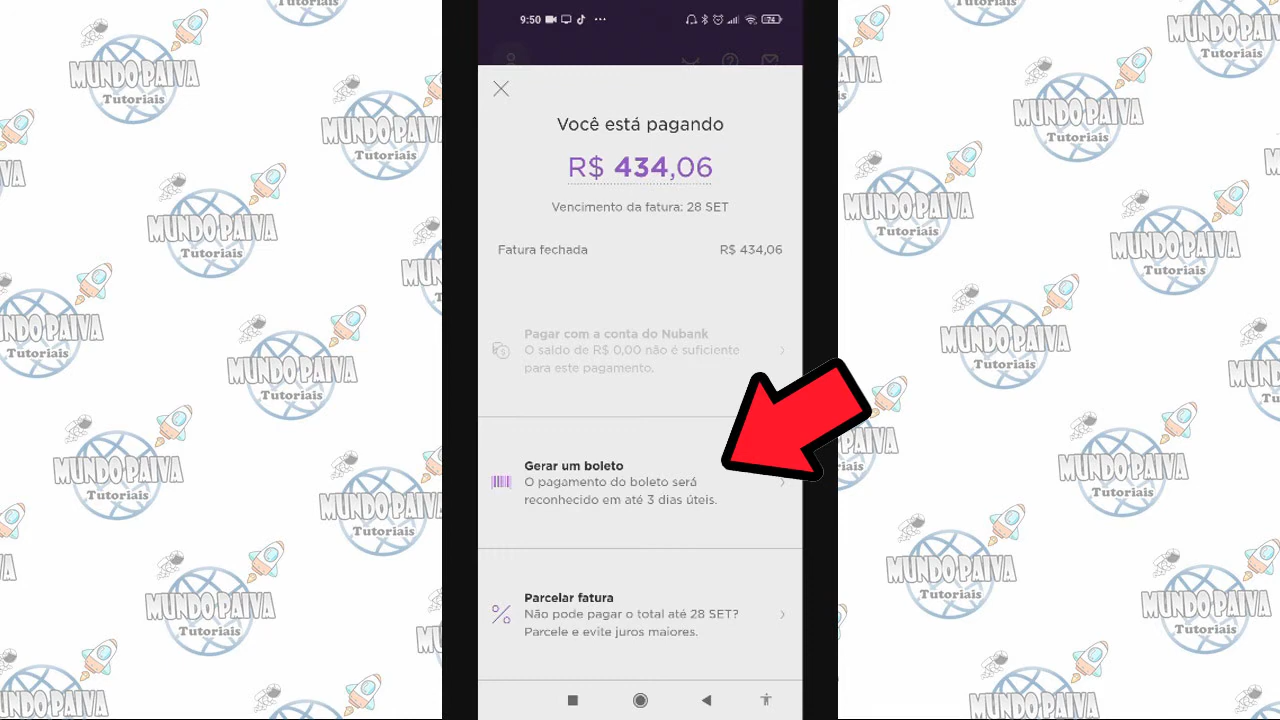 9:50
74
Você está pagando
R$ 434,06
Vencimento da fatura: 28 SET
Fatura fechada R$ 434,06
Pagar com a conta do Nubank
O saldo de R$ 0,00 não é suficiente
para este pagamento.
Gerar um boleto
O pagamento do boleto será
reconhecido em até 3 dias úteis.
Parcelar fatura
Não pode pagar o total até 28 SET?
Parcele e evite juros maiores.
MUNDO PAIVA
Tutoriais